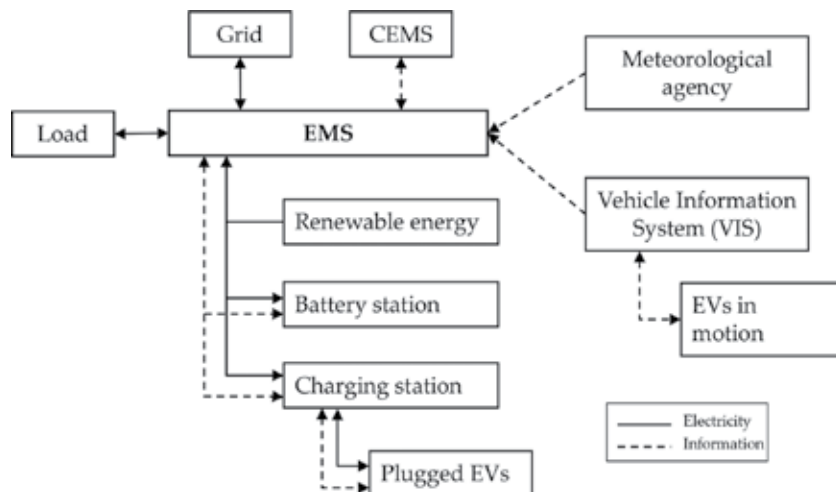 Grid
CEMS
Meteorological
agency
Load
EMS
Vehicle Information
System (VIS)
Renewable energy
Battery station
EVs in
motion
Charging station
Electricity
Information
Plugged EVs